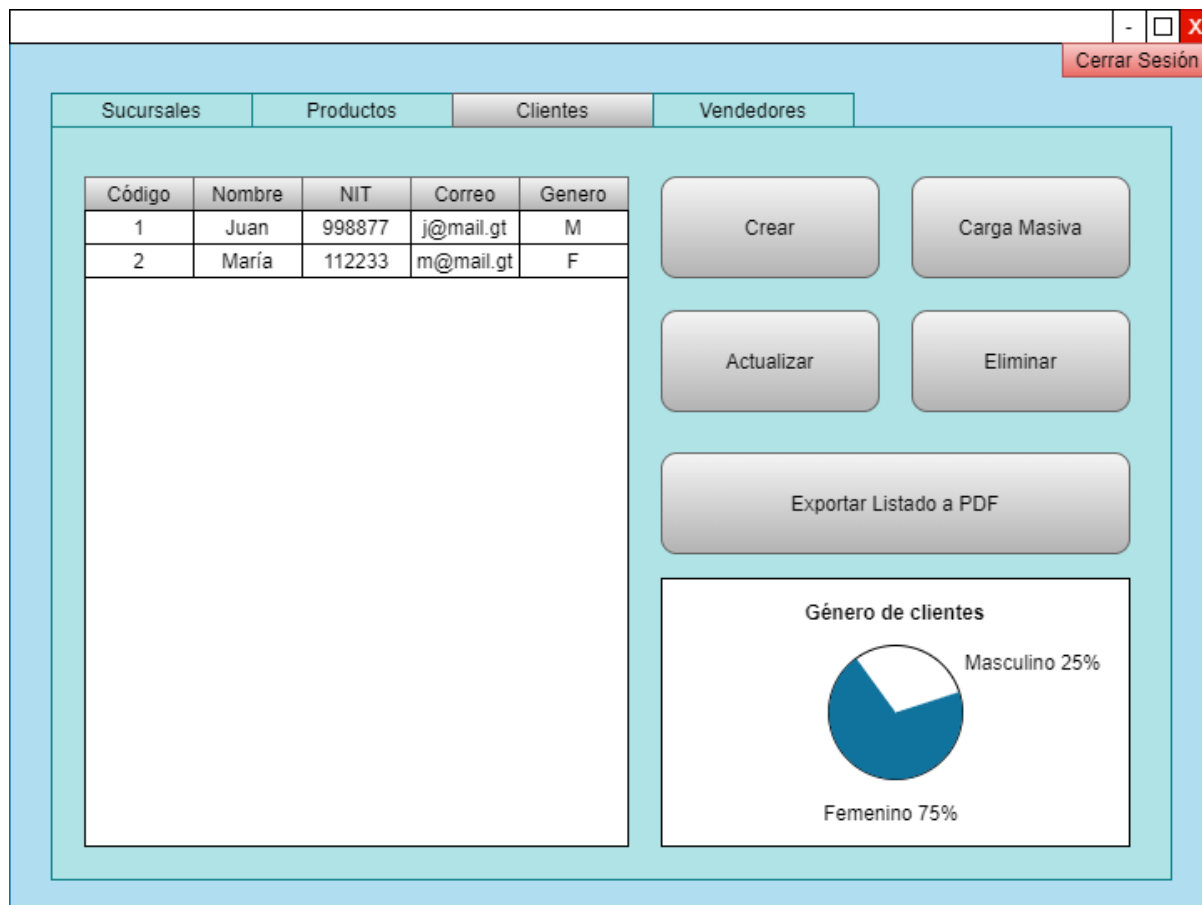 - X
Cerrar Sesión
Sucursales Productos Clientes Vendedores
Código Nombre NIT Correo Genero
1 Juan 998877 j@mail.gt M
2 María 112233 m@mail.gt F
Crear Carga Masiva
Actualizar Eliminar
Exportar Listado a PDF
Género de clientes
Masculino 25%
Femenino 75%